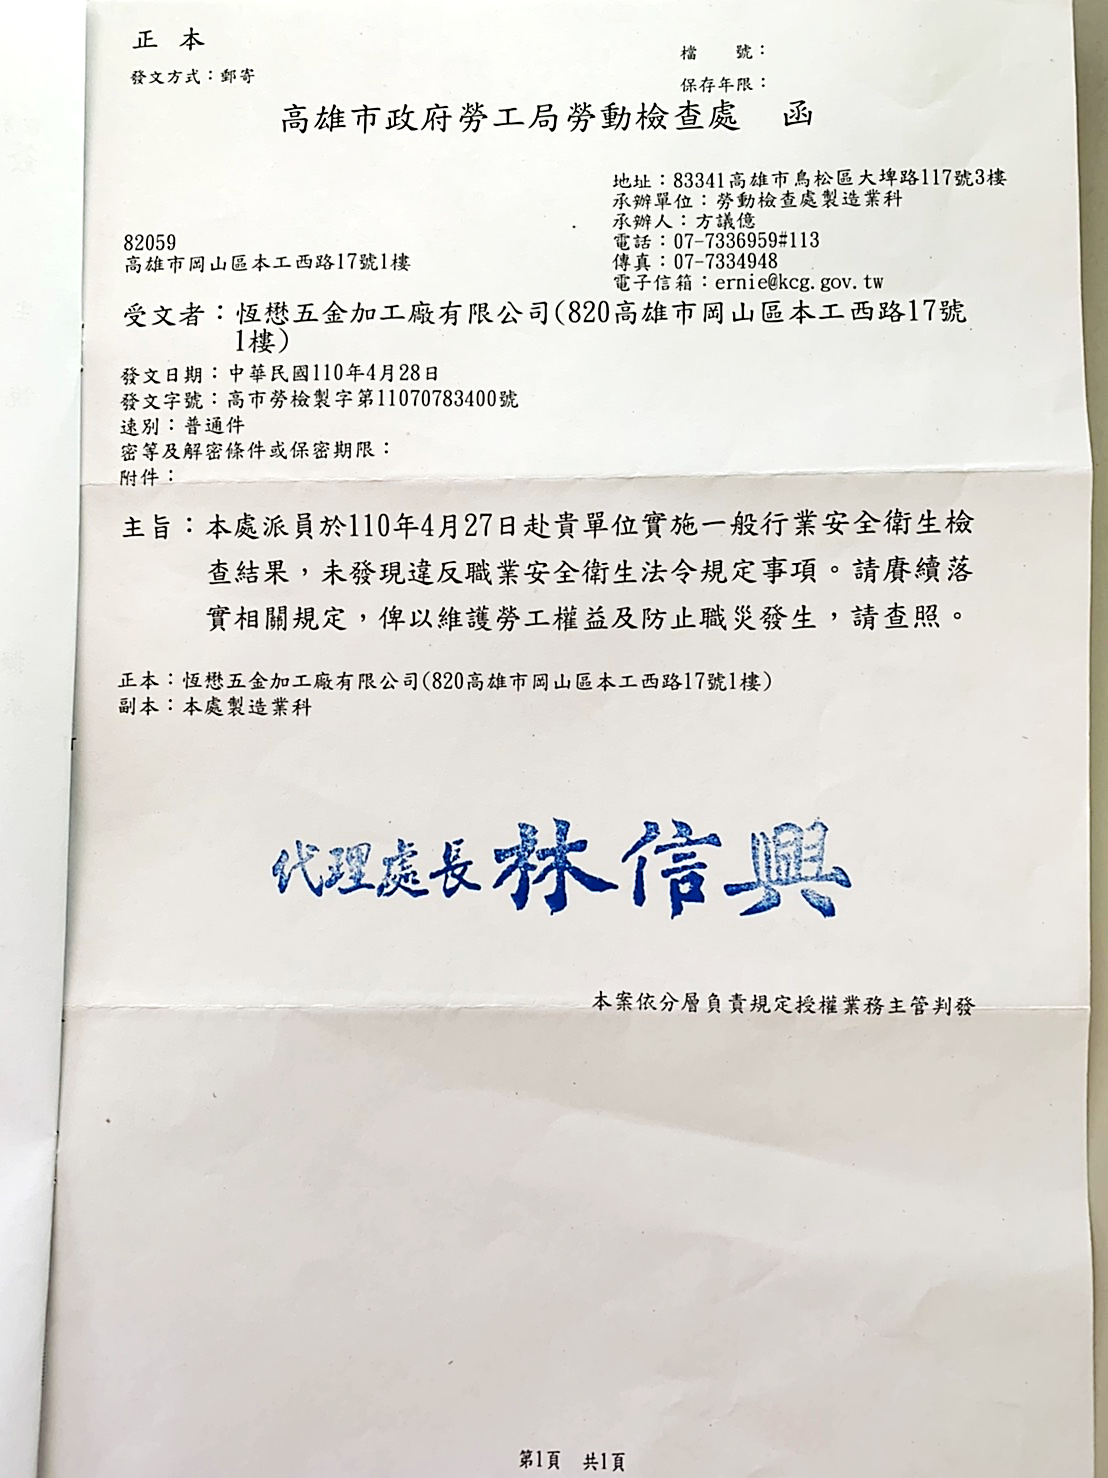 正 本
發文方式：郵寄
檔　　號：
保存年限：
高雄市政府勞工局勞動檢查處　函
地址：83341高雄市鳥松區大埤路117號3樓
承辦單位：勞動檢查處製造業科
承辦人：方議億
電話：07-7336959#113
傳真：07-7334948
電子信箱：ernie@kcg.gov.tw
82059
高雄市岡山區本工西路17號1樓
受文者：恆懋五金加工廠有限公司(820高雄市岡山區本工西路17號
1樓)
發文日期：中華民國110年4月28日
發文字號：高市勞檢製字第11070783400號
速別：普通件
密等及解密條件或保密期限：
附件：
主旨：本處派員於110年4月27日赴貴單位實施一般行業安全衛生檢
查結果，未發現違反職業安全衛生法令規定事項。請賡續落
實相關規定，俾以維護勞工權益及防止職災發生，請查照。
正本：恆懋五金加工廠有限公司(820高雄市岡山區本工西路17號1樓)
副本：本處製造業科
代理處長林信興
本案依分層負責規定授權業務主管判發
第1頁　共1頁